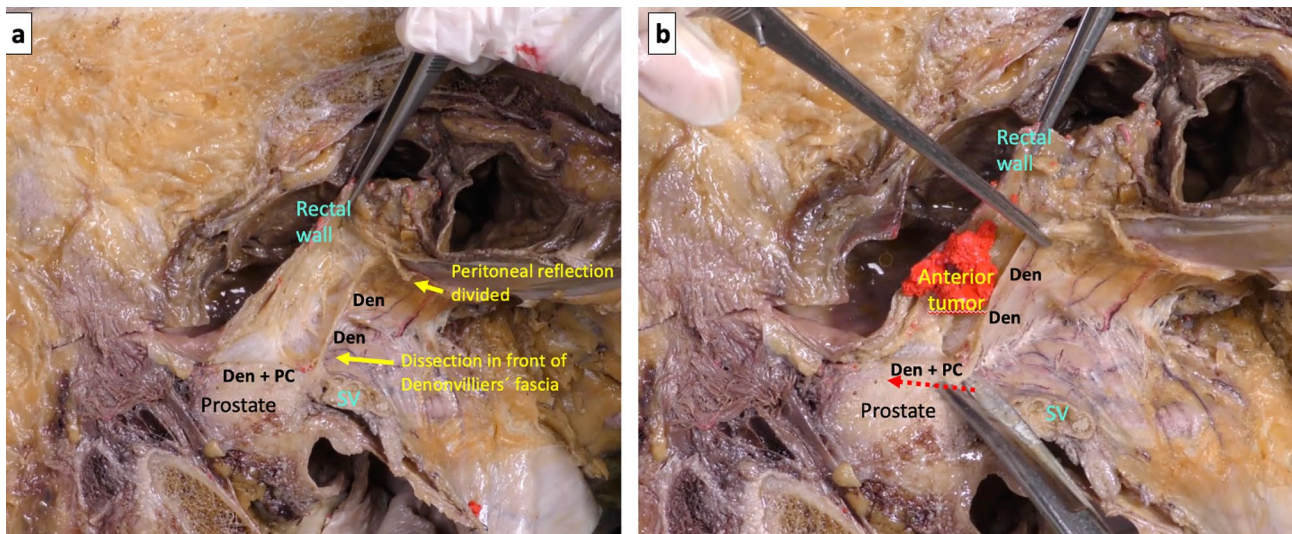 a
Rectal
wall
Peritoneal reflection
divided
Den
Den
Dissection in front of
Denonvilliers´ fascia
Den + PC
Prostate
SV
b
Rectal
wall
Anterior
tumor
Den
Den
Den + PC
Prostate
SV